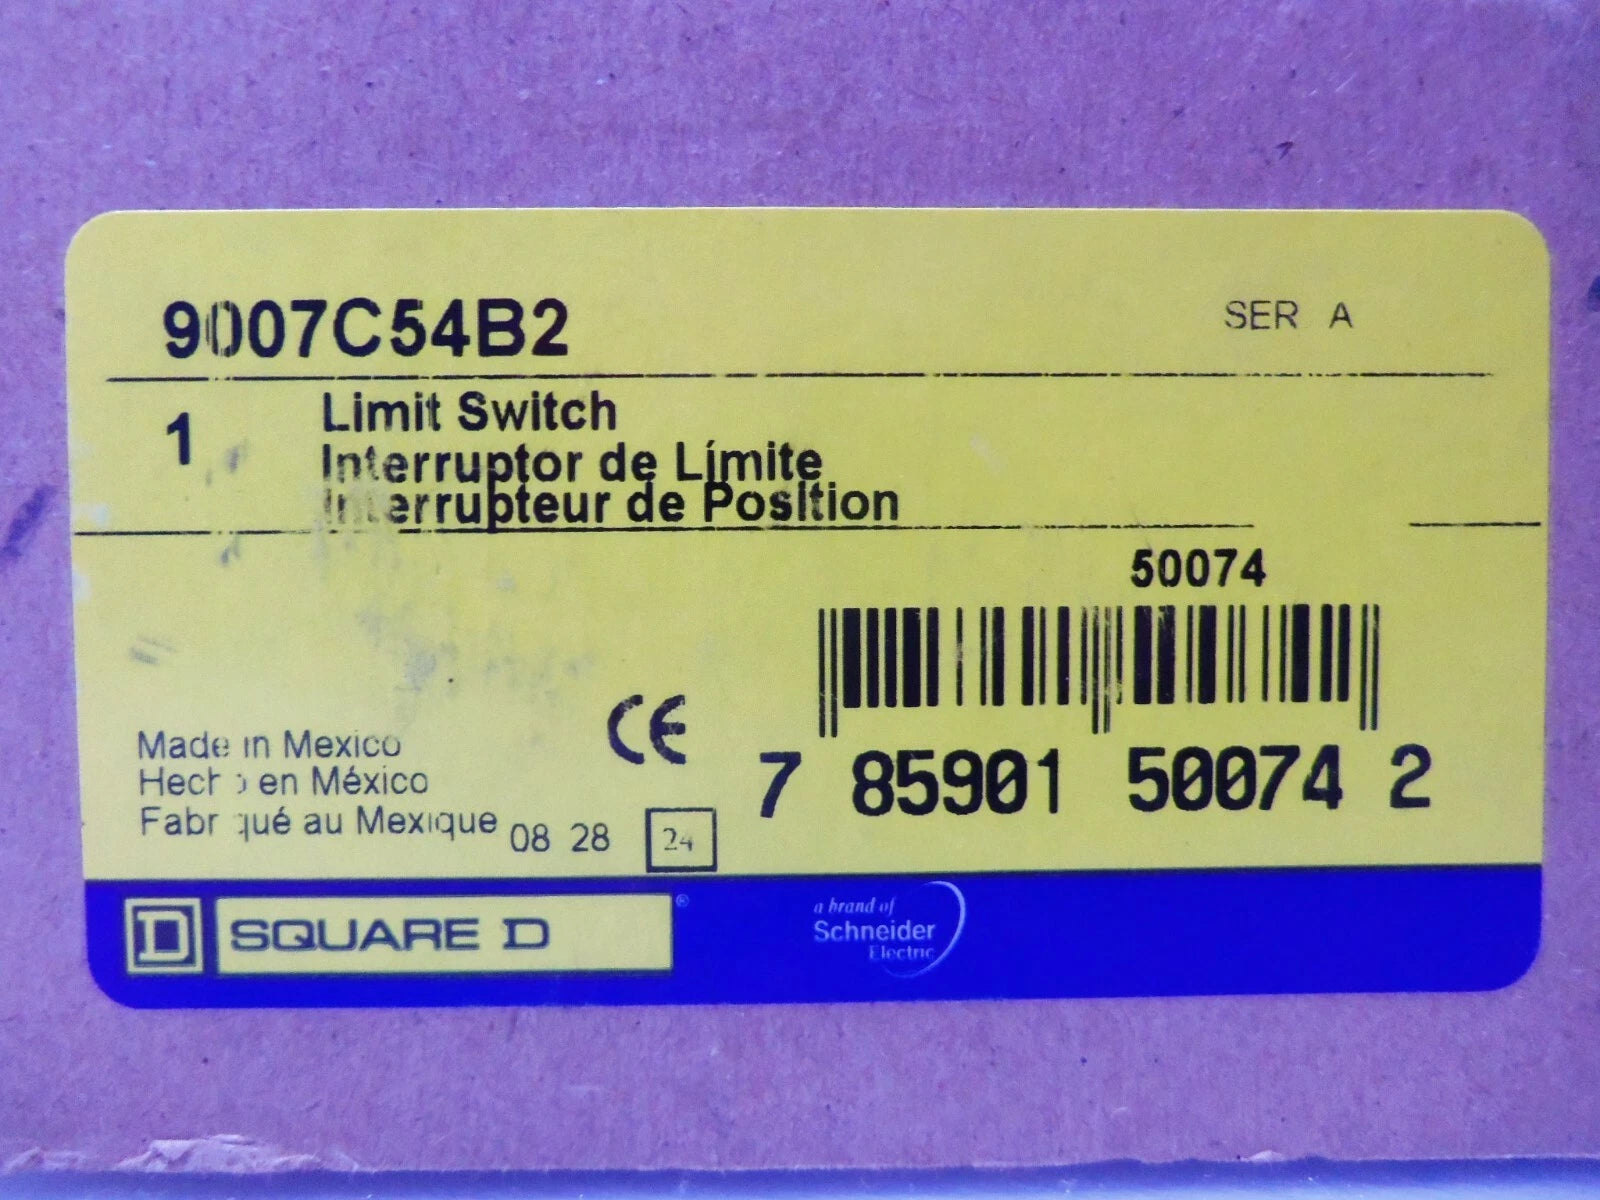 9007C54B2
SER A
1
Limit Switch
Interruptor de Límite
Interrupteur de Position
50074
7 85901 50074 2
CE
Made in Mexico
Hecho en México
Fabriqué au Mexique
08 28
24
D SQUARE D ®
a brand of
Schneider
Electric